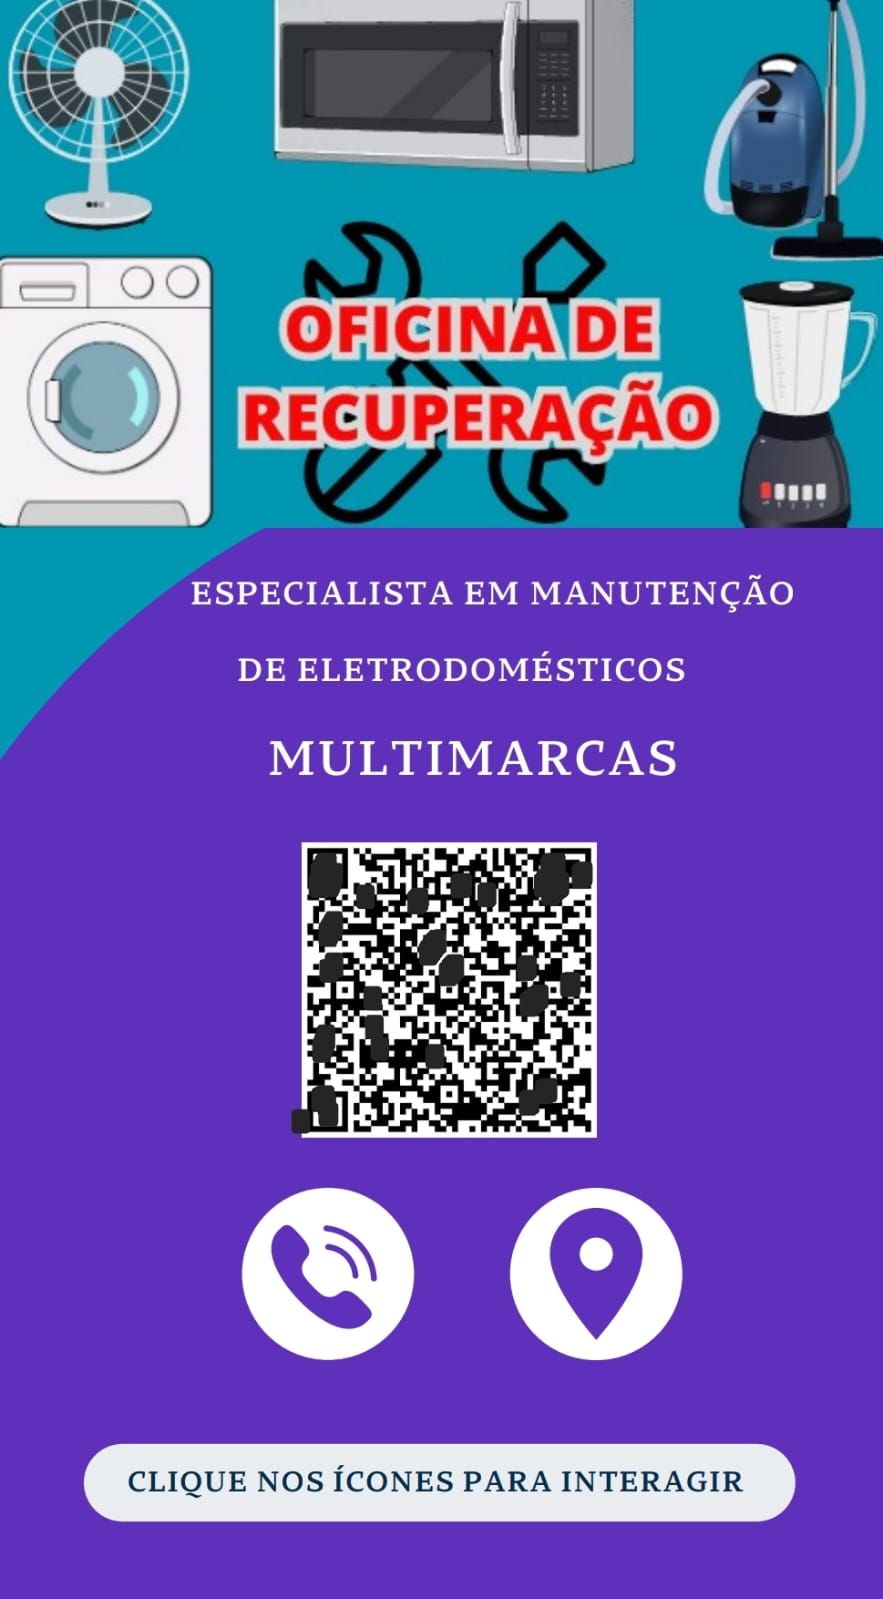 OFICINA DE
RECUPERAÇÃO
ESPECIALISTA EM MANUTENÇÃO
DE ELETRODOMÉSTICOS
MULTIMARCAS
CLIQUE NOS ÍCONES PARA INTERAGIR